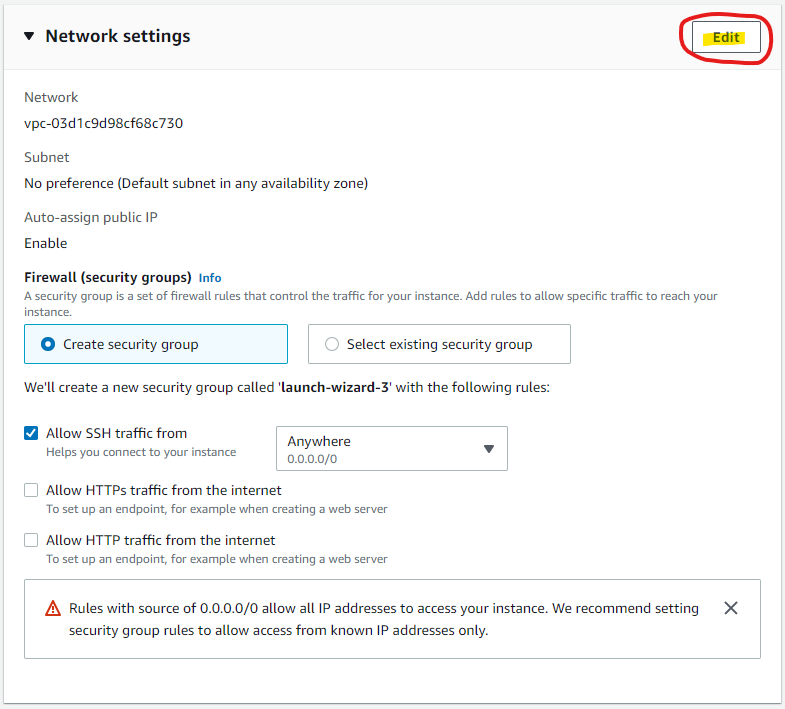 Network settings
Edit
Network
vpc-03d1c9d98cf68c730
Subnet
No preference (Default subnet in any availability zone)
Auto-assign public IP
Enable
Firewall (security groups) Info
A security group is a set of firewall rules that control the traffic for your instance. Add rules to allow specific traffic to reach your
instance.
Create security group
Select existing security group
We'll create a new security group called 'launch-wizard-3' with the following rules:
Allow SSH traffic from
Helps you connect to your instance
Anywhere
0.0.0.0/0
Allow HTTPs traffic from the internet
To set up an endpoint, for example when creating a web server
Allow HTTP traffic from the internet
To set up an endpoint, for example when creating a web server
Rules with source of 0.0.0.0/0 allow all IP addresses to access your instance. We recommend setting
security group rules to allow access from known IP addresses only.